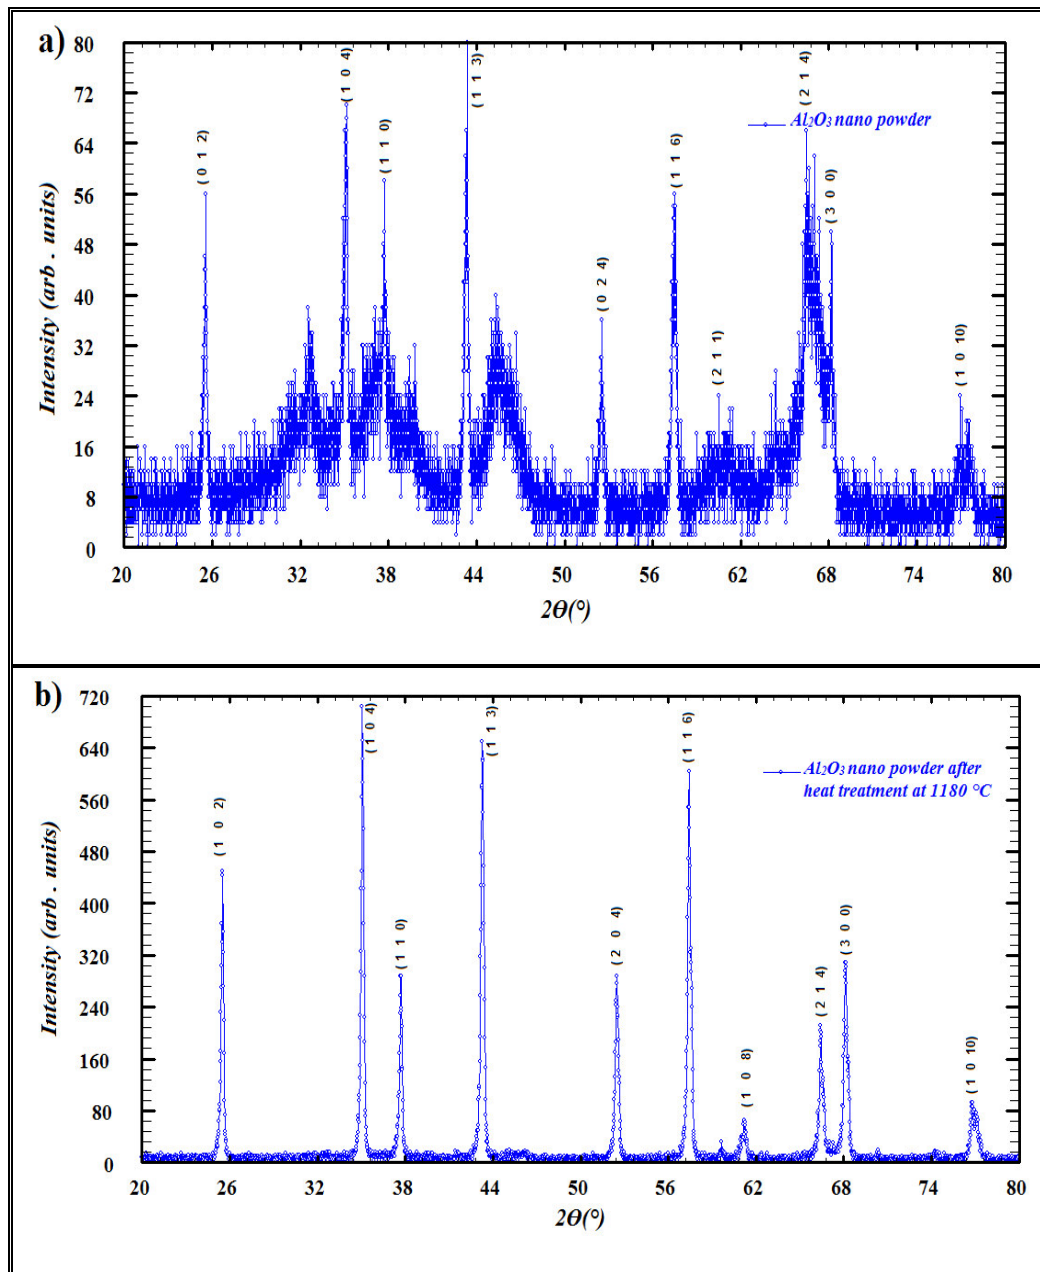 a)
80
72
64
56
48
40
32
24
16
8
0
Intensity (arb . units)
( 0 1 2)
( 1 0 4)
( 1 1 0)
( 1 1 3)
( 0 2 4)
( 1 1 6)
( 2 1 1)
( 2 1 4)
( 3 0 0)
( 1 0 10)
Al₂O₃ nano powder
20 26 32 38 44 50 56 62 68 74 80
2θ(°)
b)
720
640
560
480
400
320
240
160
80
0
Intensity (arb . units)
( 1 0 2)
( 1 0 4)
( 1 1 0)
( 1 1 3)
( 2 0 4)
( 1 1 6)
( 1 0 8)
( 2 1 4)
( 3 0 0)
( 1 0 10)
Al₂O₃ nano powder after
heat treatment at 1180 °C
20 26 32 38 44 50 56 62 68 74 80
2θ(°)